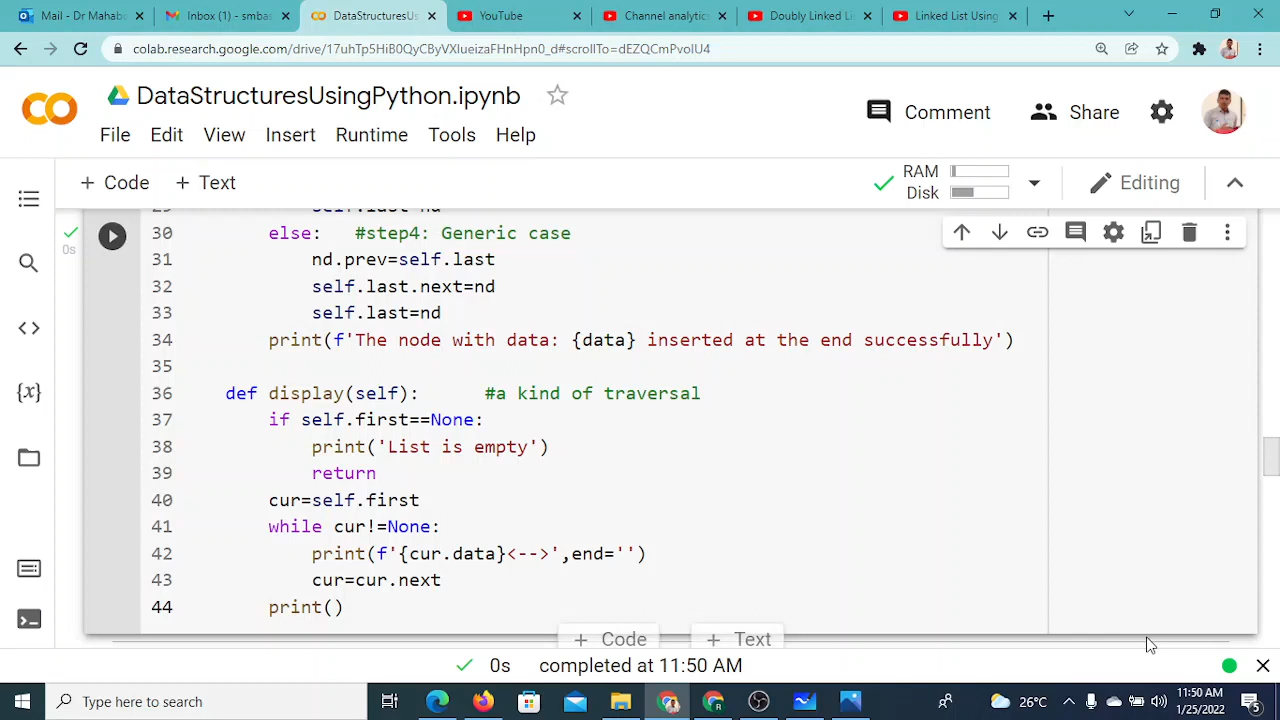 Mail - Dr Mahab
Inbox (1) - smbas
DataStructuresUs
YouTube
Channel analytics
Doubly Linked Li
Linked List Using
colab.research.google.com/drive/17uhTp5HiB0QyCByVXlueizaFHnHpn0_d#scrollTo=dEZQCmPvolU4
DataStructuresUsingPython.ipynb
Comment
Share
File
Edit
View
Insert
Runtime
Tools
Help
+ Code
+ Text
RAM
Disk
Editing
0s
30 else: #step4: Generic case
31 nd.prev=self.last
32 self.last.next=nd
33 self.last=nd
34 print(f'The node with data: {data} inserted at the end successfully')
35
36 def display(self): #a kind of traversal
37 if self.first==None:
38 print('List is empty')
39 return
40 cur=self.first
41 while cur!=None:
42 print(f'{cur.data}<-->',end='')
43 cur=cur.next
44 print()
{x}
+ Code
+ Text
0s completed at 11:50 AM
Type here to search
26°C
11:50 AM
1/25/2022
5